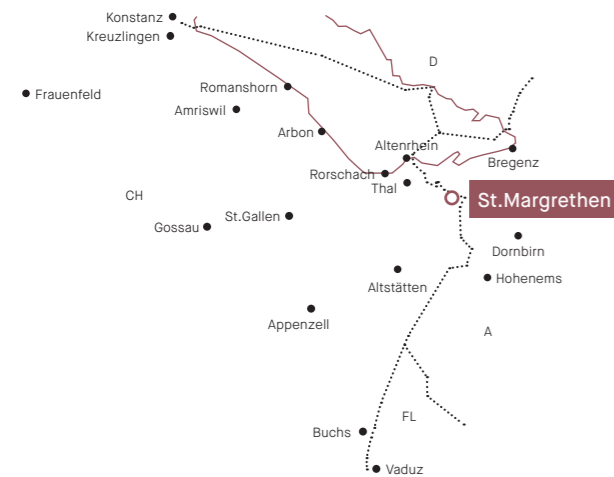 Konstanz
Kreuzlingen
D
Romanshorn
Frauenfeld
Amriswil
Arbon
Altenrhein
Bregenz
Rorschach
Thal
CH
St.Margrethen
St.Gallen
Gossau
Dornbirn
Hohenems
Altstätten
Appenzell
A
FL
Buchs
Vaduz